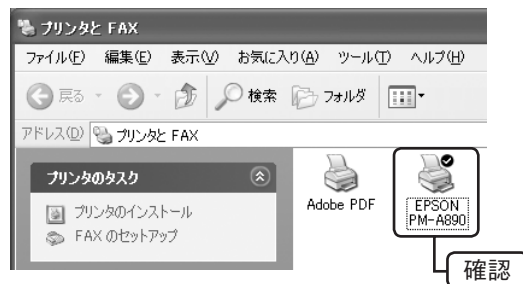 プリンタと FAX
ファイル(F) 編集(E) 表示(V) お気に入り(A) ツール(T) ヘルプ(H)
戻る 検索 フォルダ
アドレス(D) プリンタと FAX
プリンタのタスク
プリンタのインストール
FAX のセットアップ
Adobe PDF
EPSON
PM-A890
確認